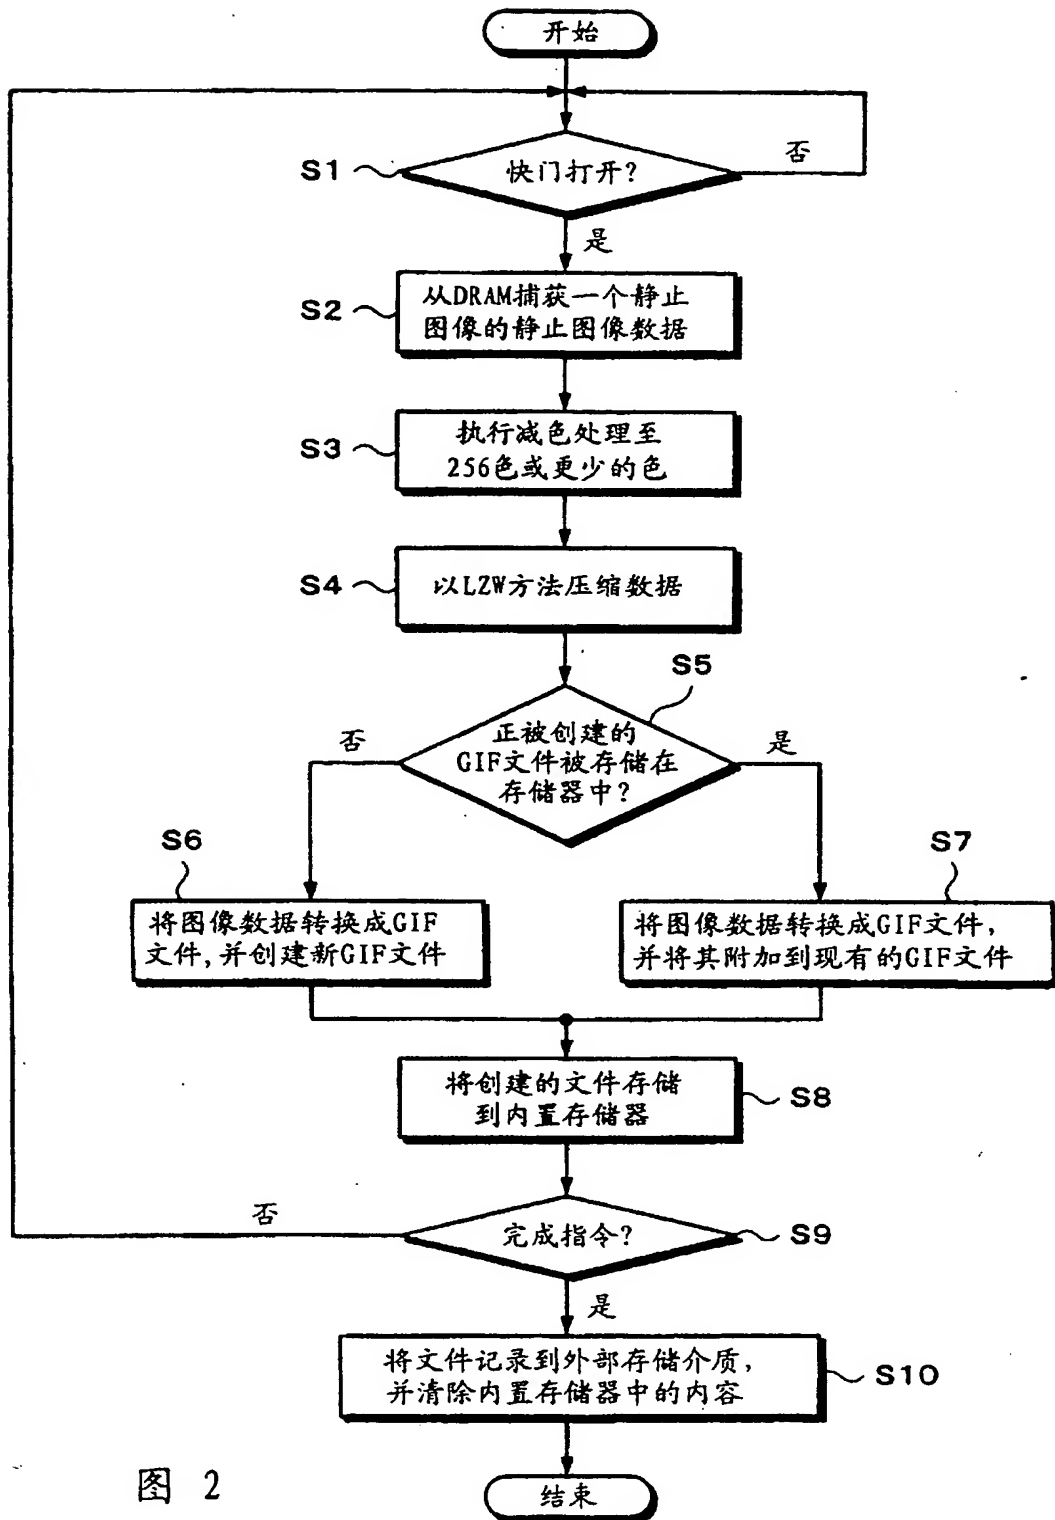 开始
S1
快门打开?
否
是
S2
从DRAM捕获一个静止
图像的静止图像数据
S3
执行减色处理至
256色或更少的色
S4
以LZW方法压缩数据
S5
正被创建的
GIF文件被存储在
存储器中?
否
是
S6
将图像数据转换成GIF
文件,并创建新GIF文件
S7
将图像数据转换成GIF文件,
并将其附加到现有的GIF文件
将创建的文件存储
到内置存储器
S8
否
完成指令?
S9
是
将文件记录到外部存储介质,
并清除内置存储器中的内容
S10
结束
图 2